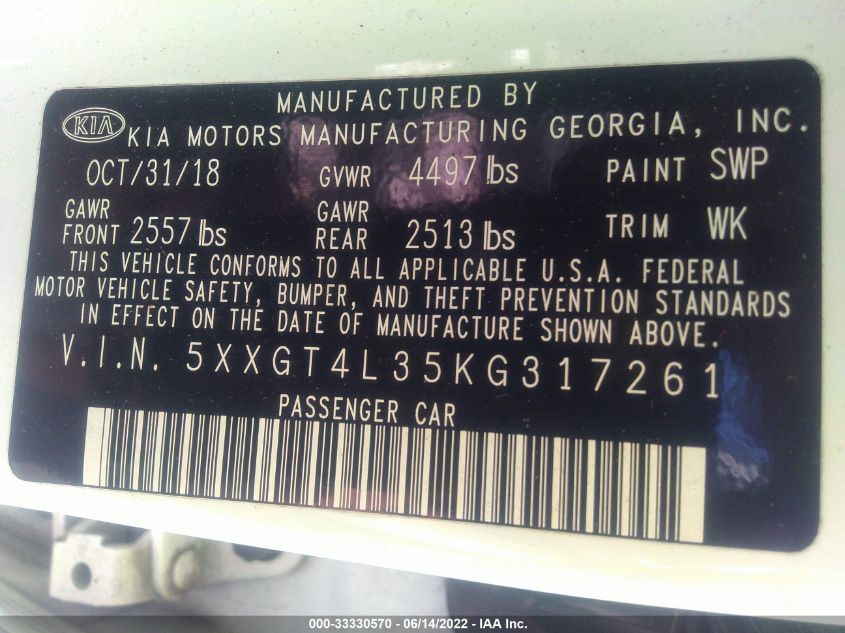 MANUFACTURED BY
KIA KIA MOTORS MANUFACTURING GEORGIA, INC.
OCT/31/18 GVWR 4497 lbs PAINT SWP
GAWR FRONT 2557 lbs GAWR REAR 2513 lbs TRIM WK
THIS VEHICLE CONFORMS TO ALL APPLICABLE U.S.A. FEDERAL
MOTOR VEHICLE SAFETY, BUMPER, AND THEFT PREVENTION STANDARDS
IN EFFECT ON THE DATE OF MANUFACTURE SHOWN ABOVE.
V.I.N. 5XXGT4L35KG317261
PASSENGER CAR
000-33330570 - 06/14/2022 - IAA Inc.